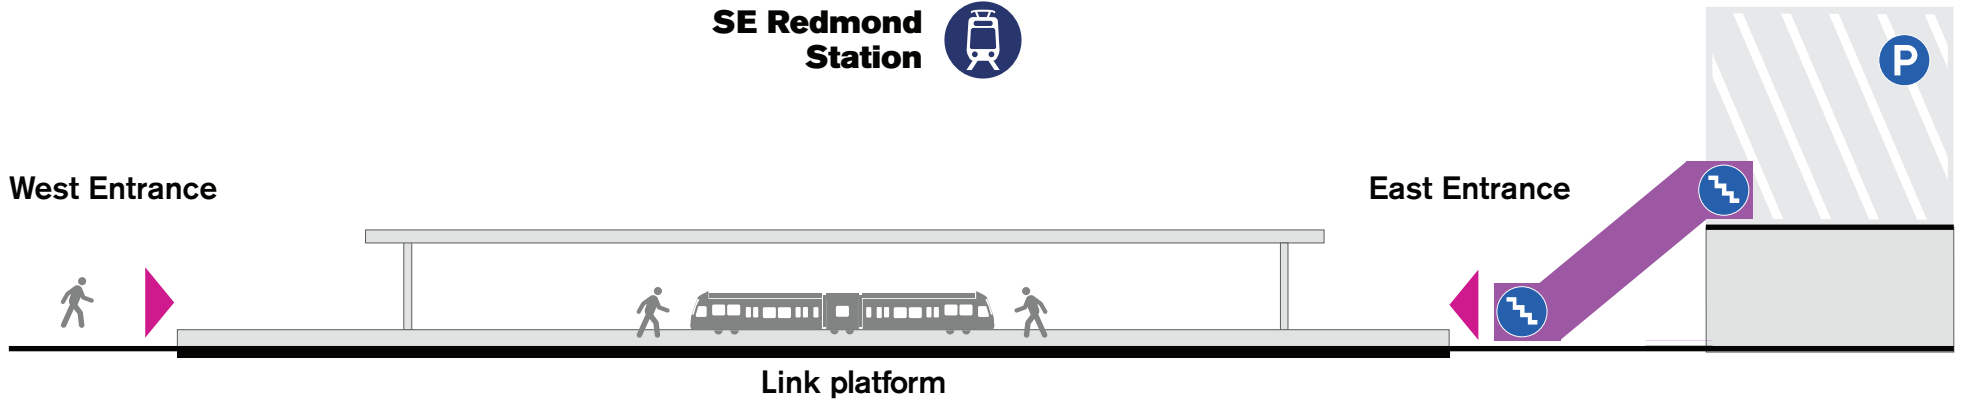 SE Redmond
Station
P
West Entrance
East Entrance
Link platform